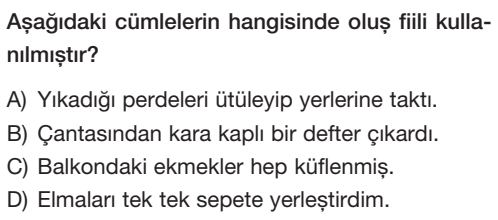 Aşağıdaki cümlelerin hangisinde oluş fiili kulla-
nılmıştır?
A) Yıkadığı perdeleri ütüleyip yerlerine taktı.
B) Çantasından kara kaplı bir defter çıkardı.
C) Balkondaki ekmekler hep küflenmiş.
D) Elmaları tek tek sepete yerleştirdim.